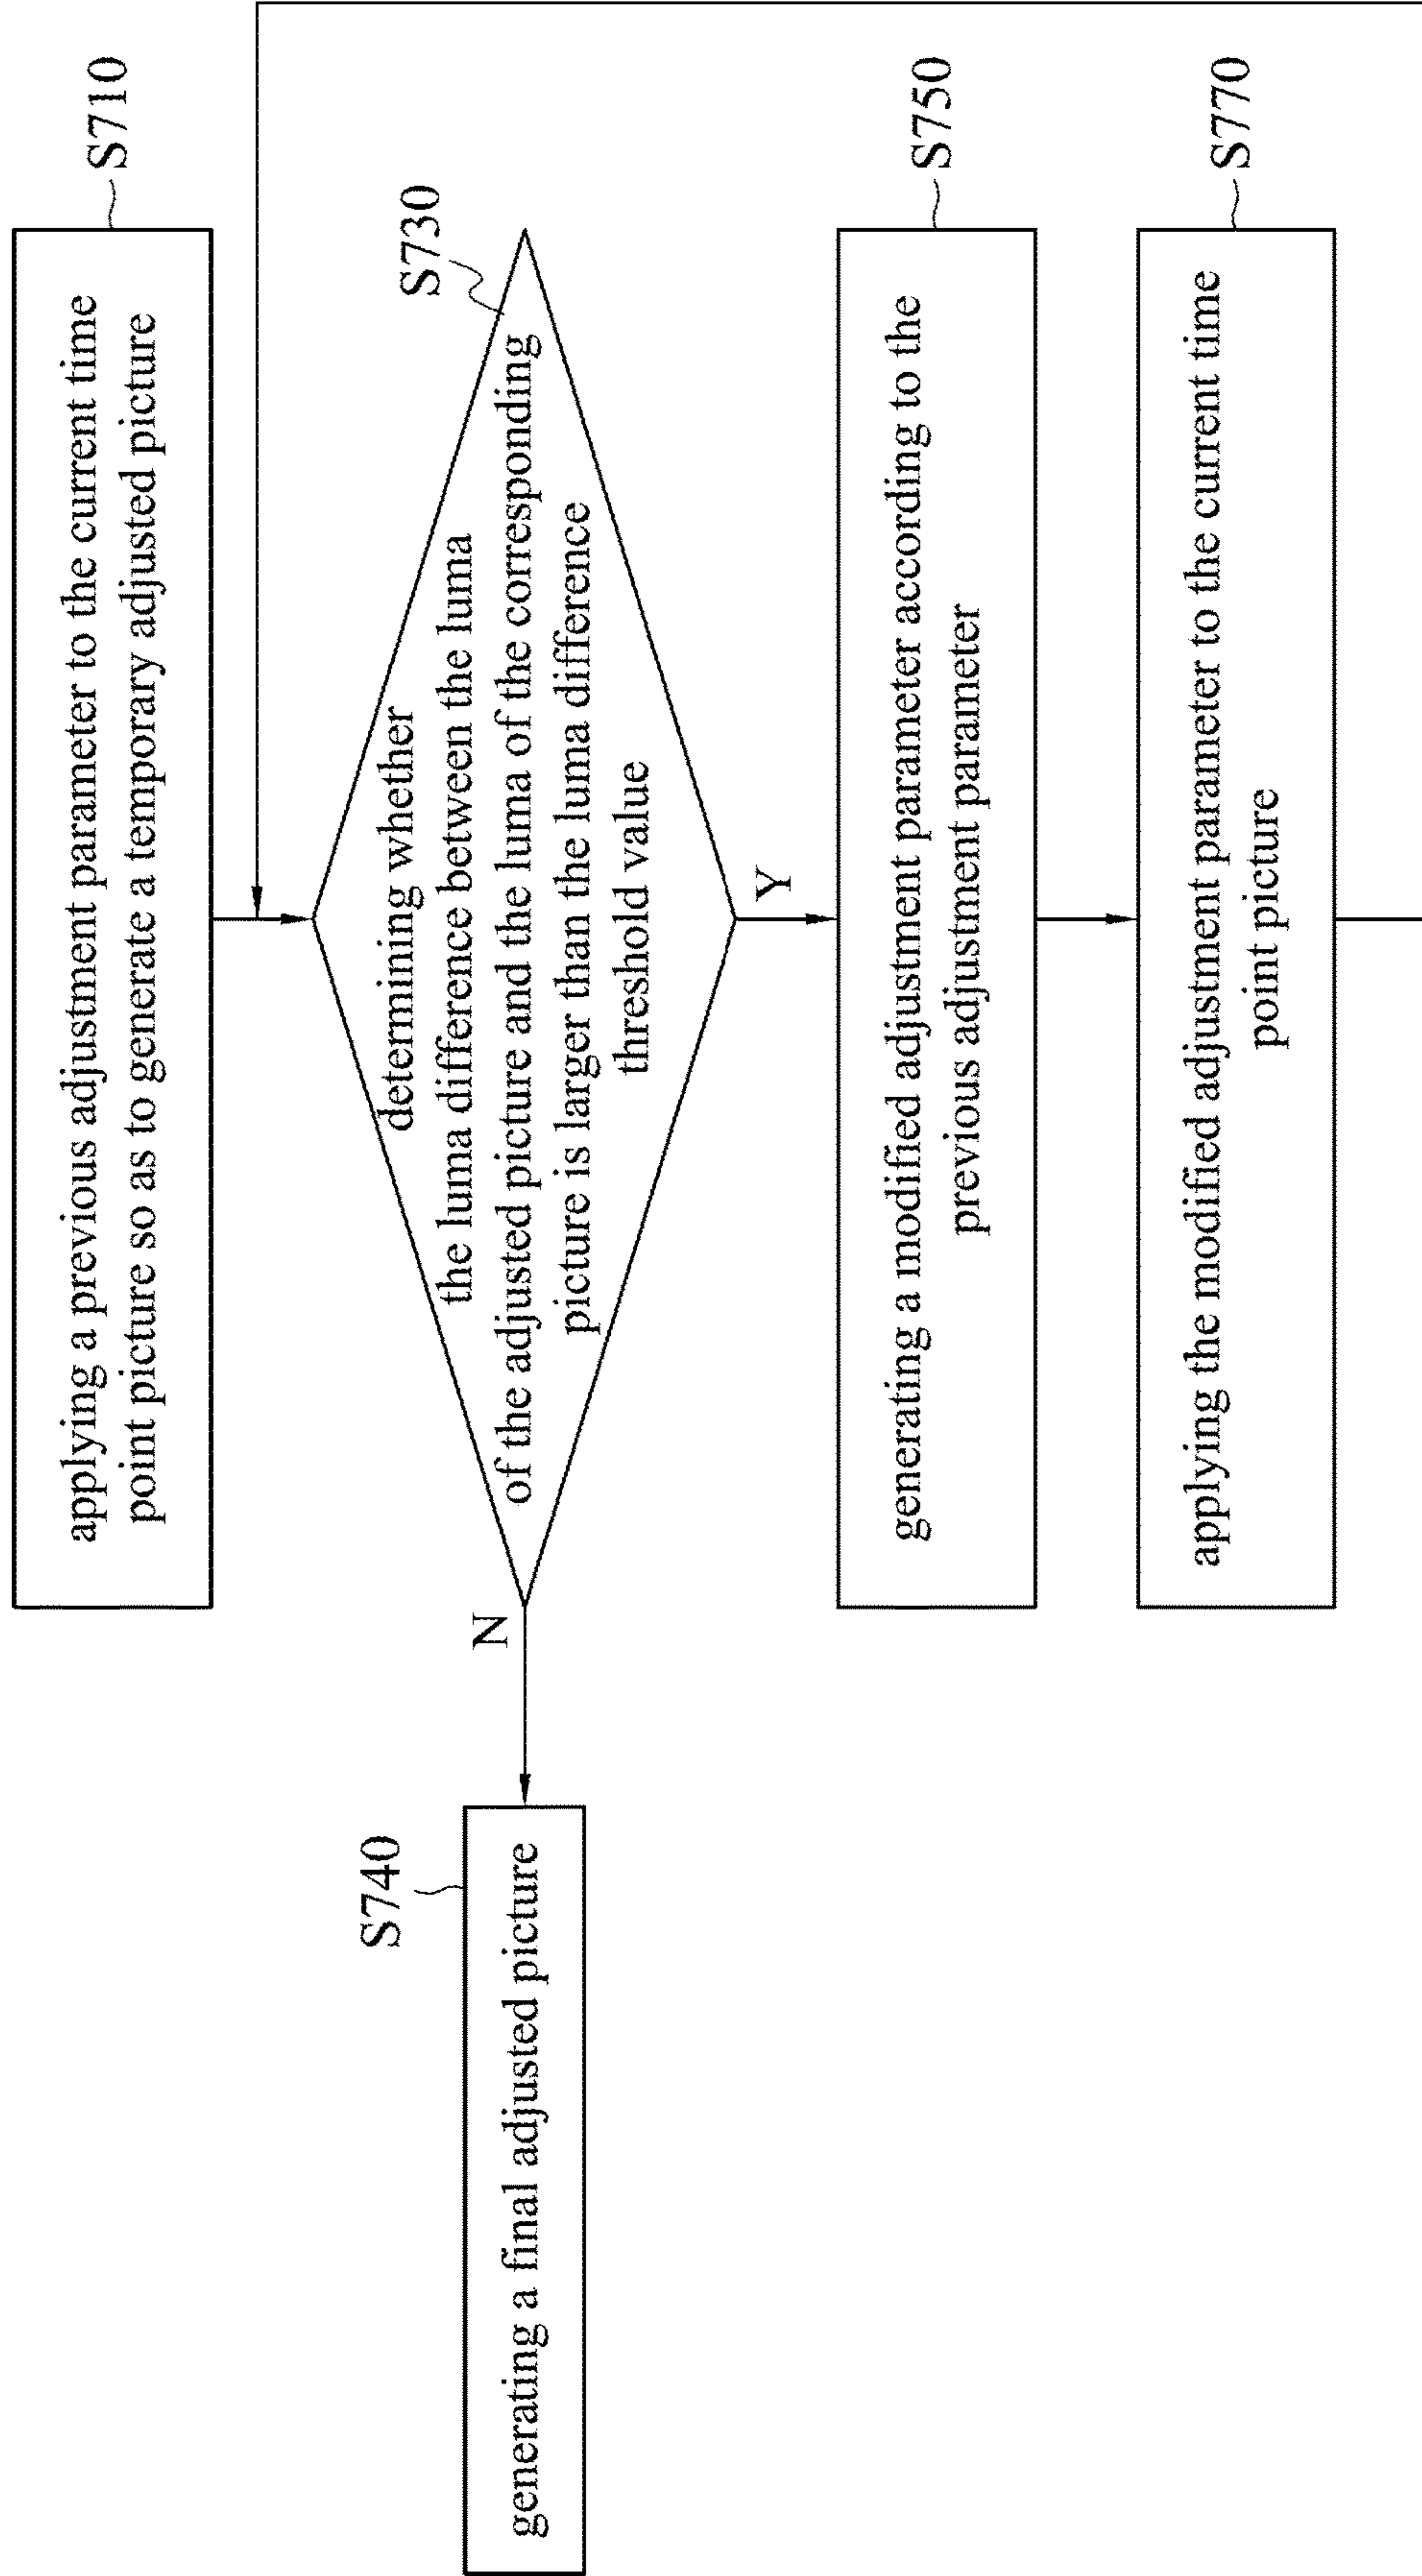 applying a previous adjustment parameter to the current time
point picture so as to generate a temporary adjusted picture
S710
S730
determining whether
the luma difference between the luma
of the adjusted picture and the luma of the corresponding
picture is larger than the luma difference
threshold value
N
Y
S740
generating a final adjusted picture
S750
generating a modified adjustment parameter according to the
previous adjustment parameter
S770
applying the modified adjustment parameter to the current time
point picture